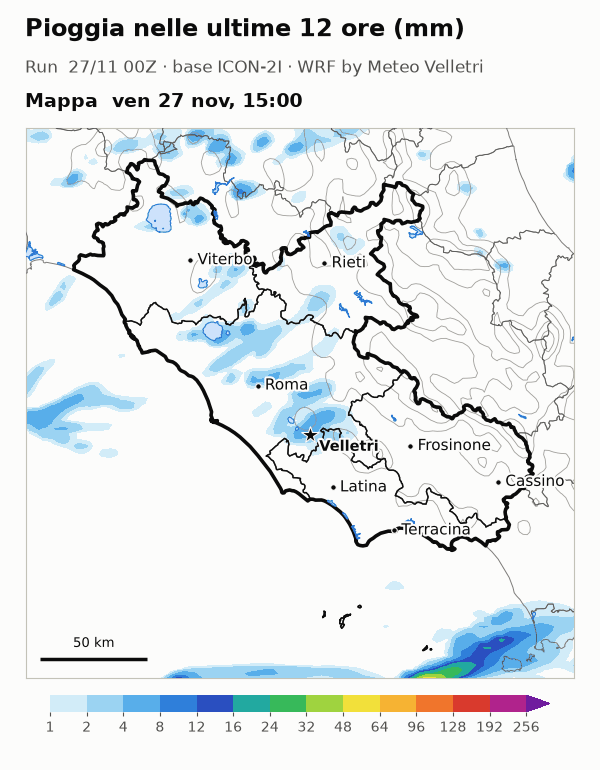 Pioggia nelle ultime 12 ore (mm)
Run  27/11 00Z · base ICON-2I · WRF by Meteo Velletri
Mappa  ven 27 nov, 15:00
Viterbo
Rieti
Roma
Velletri
Frosinone
Cassino
Latina
Terracina
50 km
1 2 4 8 12 16 24 32 48 64 96 128 192 256